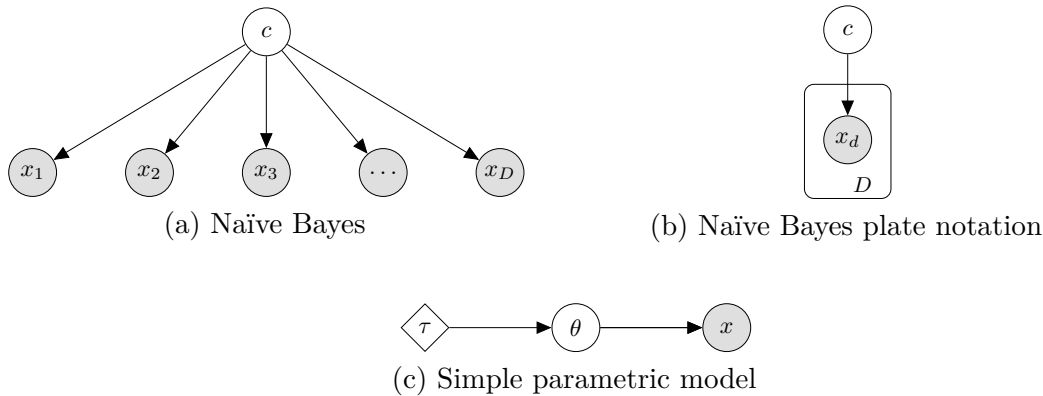 c
c
x_d
D
x_1 x_2 x_3 ... x_D
(a) Naïve Bayes
(b) Naïve Bayes plate notation
τ θ x
(c) Simple parametric model